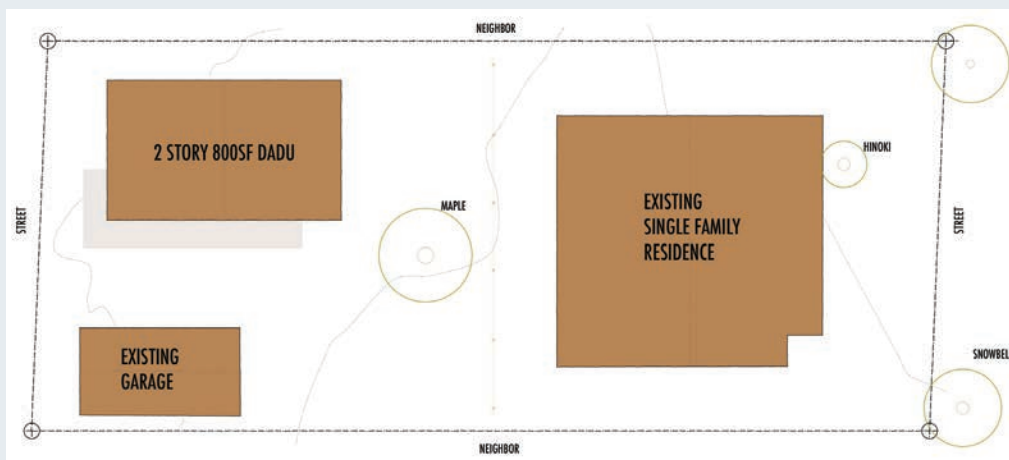 NEIGHBOR
2 STORY 800SF DADU
HINOKI
MAPLE
EXISTING
SINGLE FAMILY
RESIDENCE
STREET
STREET
EXISTING
GARAGE
SNOWBEL
NEIGHBOR